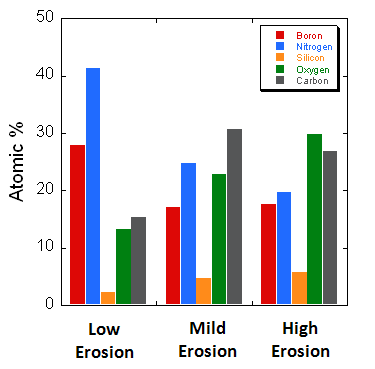 50
40
30
20
10
0
Atomic %
Boron
Nitrogen
Silicon
Oxygen
Carbon
Low
Erosion
Mild
Erosion
High
Erosion